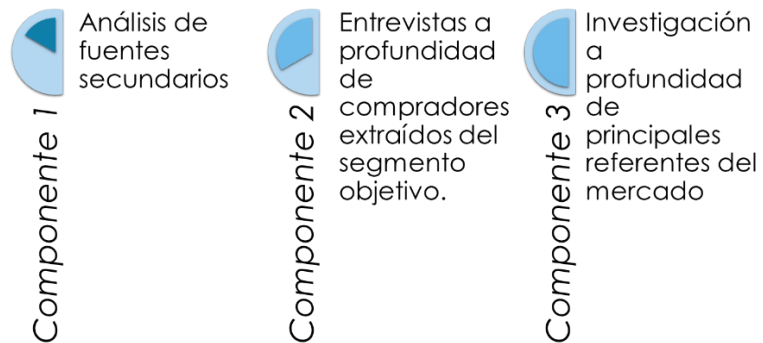 Componente 1
Análisis de
fuentes
secundarios
Componente 2
Entrevistas a
profundidad
de
compradores
extraídos del
segmento
objetivo.
Componente 3
Investigación
a
profundidad
de
principales
referentes del
mercado